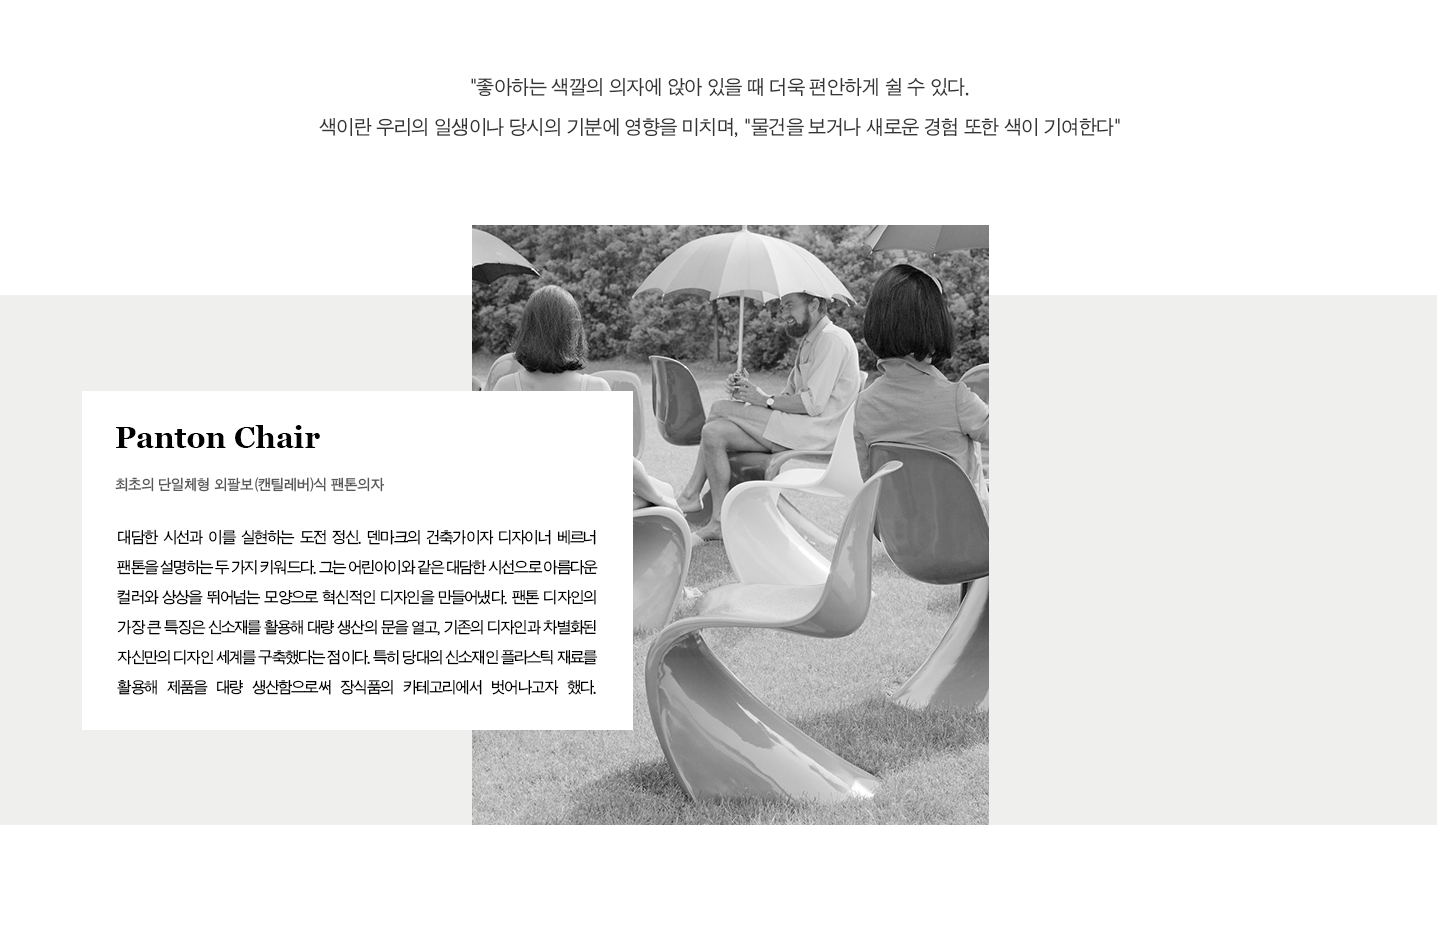 "좋아하는 색깔의 의자에 앉아 있을 때 더욱 편안하게 쉴 수 있다.
색이란 우리의 일생이나 당시의 기분에 영향을 미치며, "물건을 보거나 새로운 경험 또한 색이 기여한다"
Panton Chair
최초의 단일체형 외팔보(캔틸레버)식 팬톤의자
대담한 시선과 이를 실현하는 도전 정신. 덴마크의 건축가이자 디자이너 베르너
팬톤을 설명하는 두 가지 키워드다. 그는 어린아이와 같은 대담한 시선으로 아름다운
컬러와 상상을 뛰어넘는 모양으로 혁신적인 디자인을 만들어냈다. 팬톤 디자인의
가장 큰 특징은 신소재를 활용해 대량 생산의 문을 열고, 기존의 디자인과 차별화된
자신만의 디자인 세계를 구축했다는 점이다. 특히 당대의 신소재인 플라스틱 재료를
활용해 제품을 대량 생산함으로써 장식품의 카테고리에서 벗어나고자 했다.